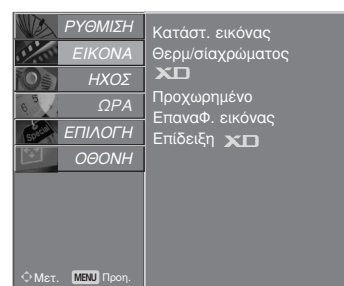 ΡΥΘΜΙΣΗ
ΕΙΚΟΝΑ
ΗΧΟΣ
ΩΡΑ
Special
ΕΠΙΛΟΓΗ
ΟΘΟΝΗ
Μετ. MENU Προη.
Κατάστ. εικόνας
Θερμ/σίαχρώματος
XD
Προχωρημένο
ΕπαναΦ. εικόνας
Επίδειξη XD